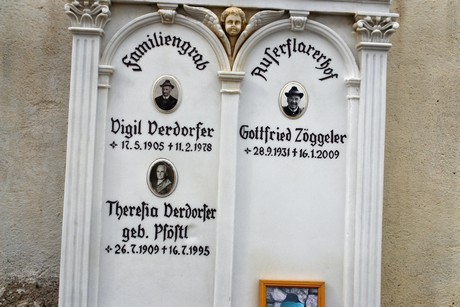 Familiengrab
Vigil Verdorfer
✢ 17.5.1905 ✝ 11.2.1978
Theresia Verdorfer
geb. Pföstl
✢ 26.7.1909 ✝ 16.7.1995
Außerflarerhof
Gottfried Zöggeler
✢ 28.9.1931 ✝ 16.1.2009